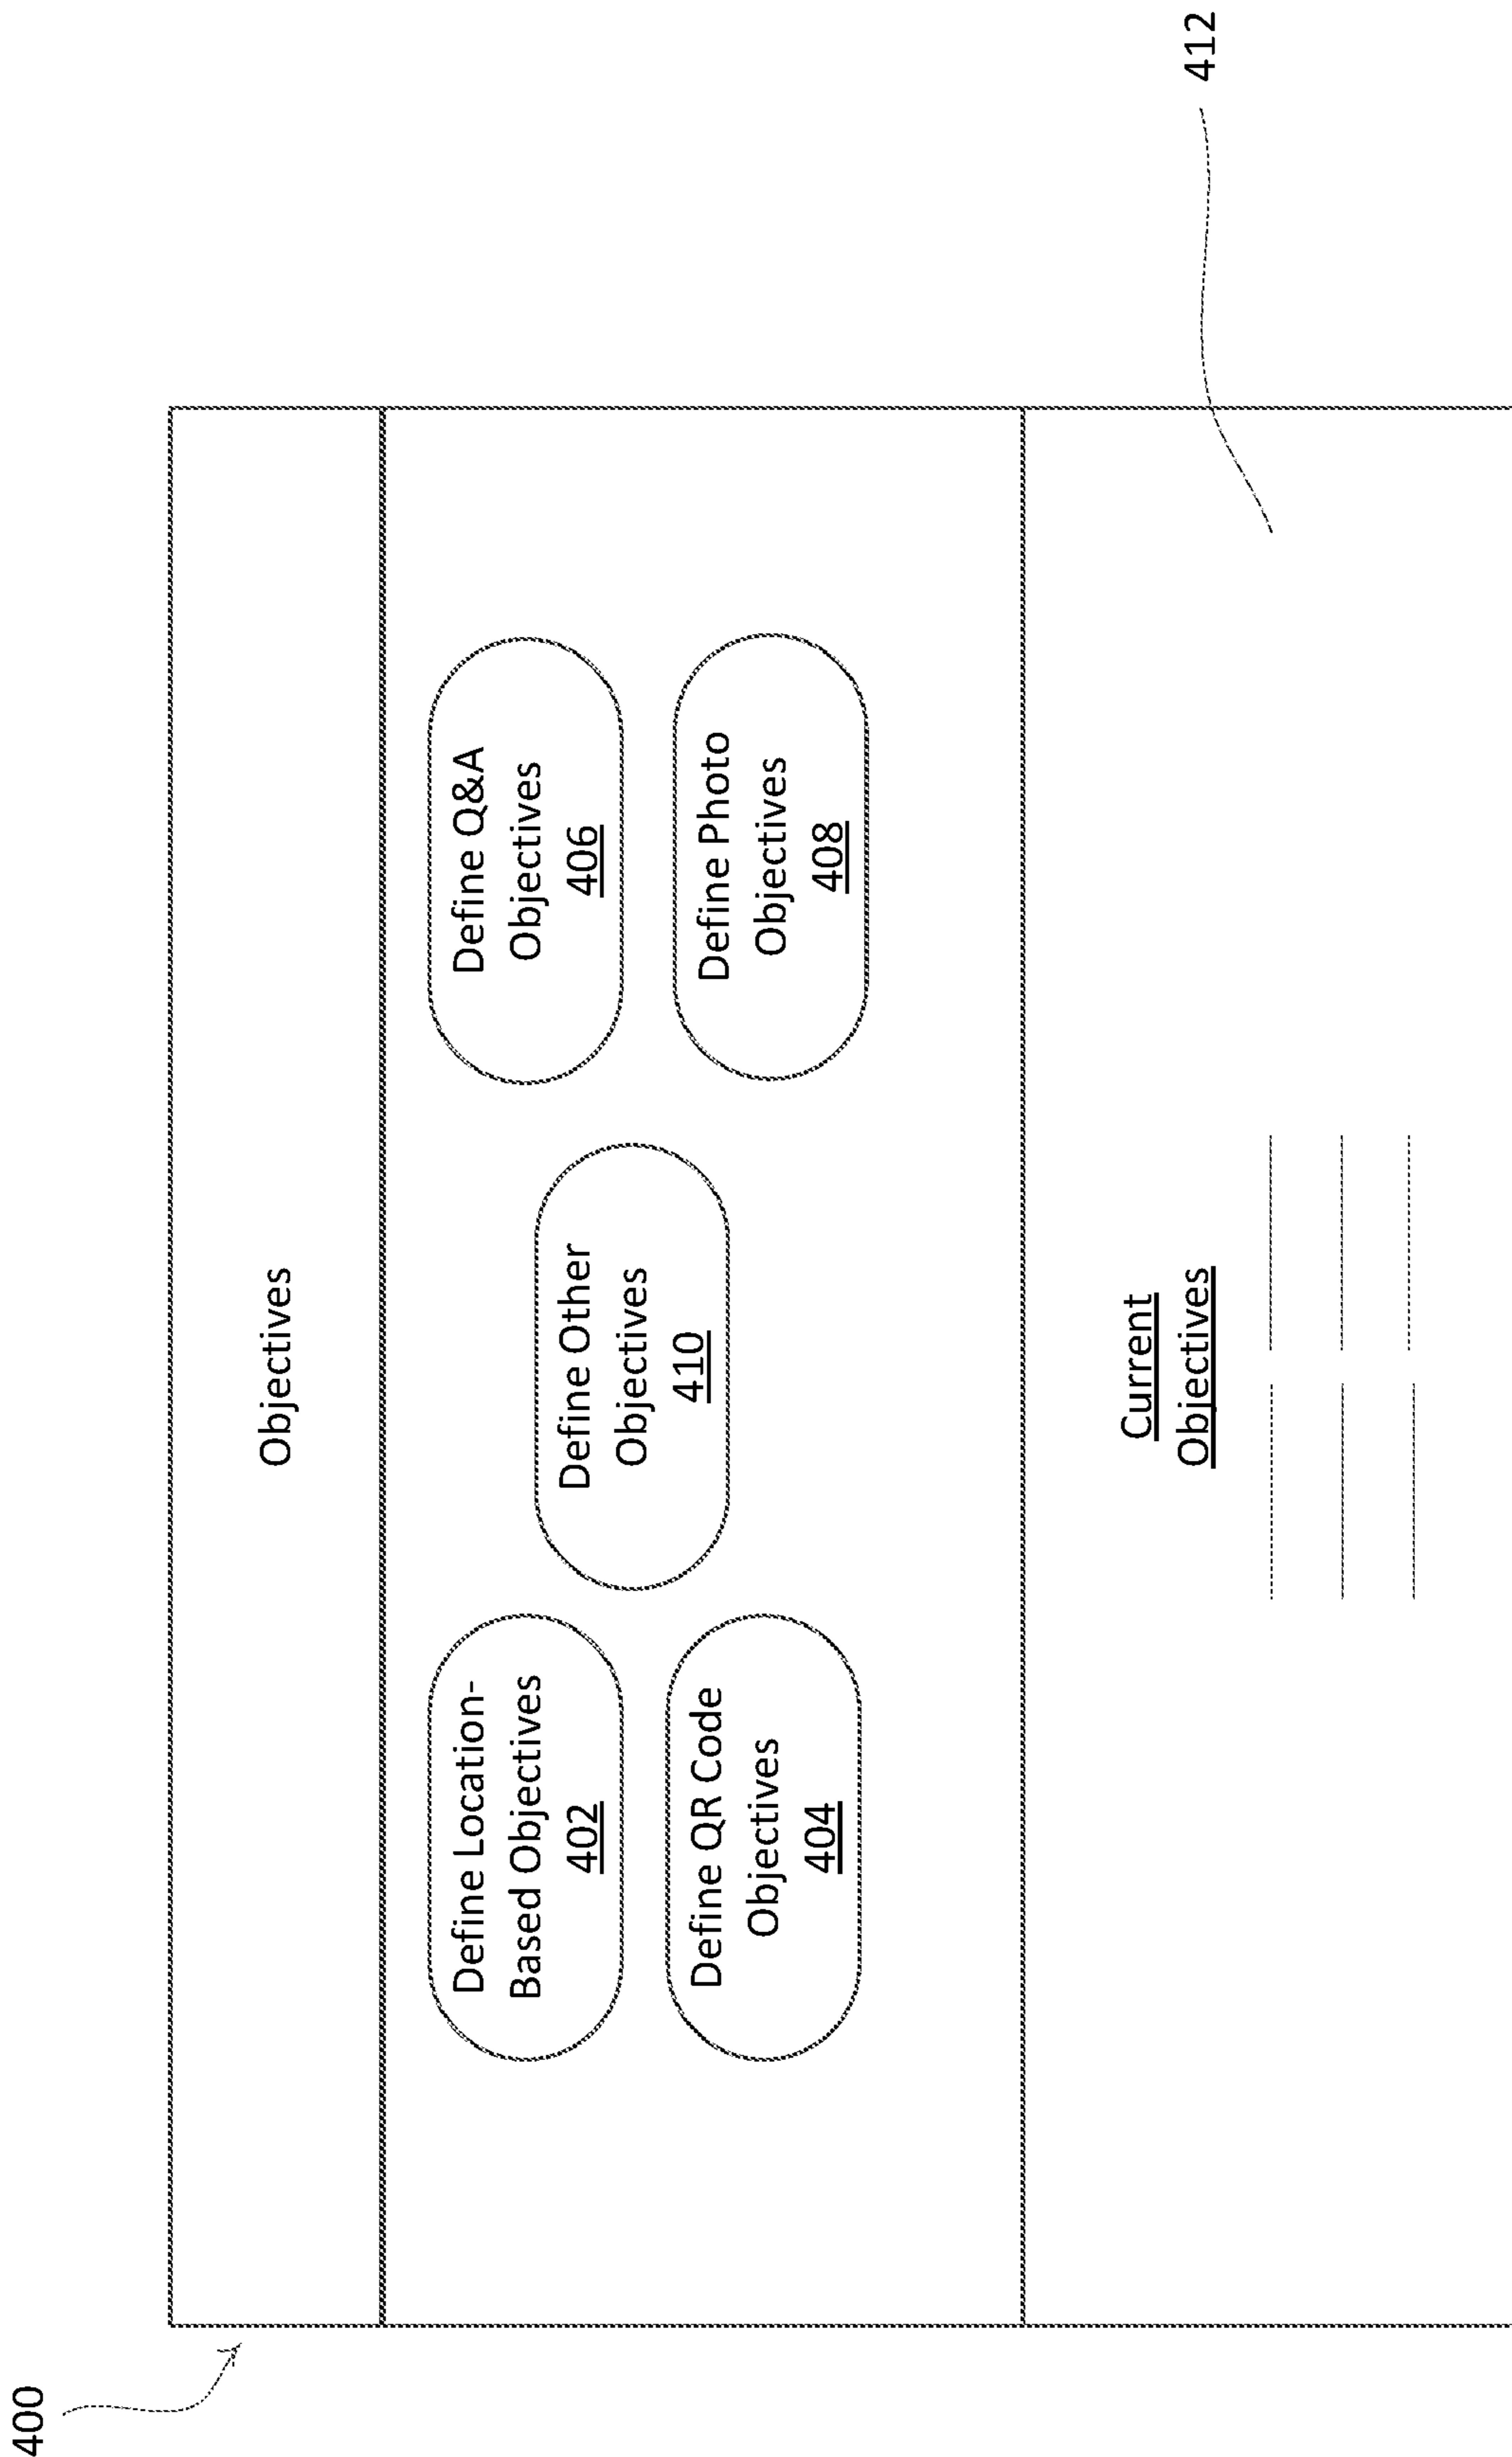 400
Objectives
Define Location-
Based Objectives
402
Define QR Code
Objectives
404
Define Other
Objectives
410
Define Q&A
Objectives
406
Define Photo
Objectives
408
Current
Objectives
412